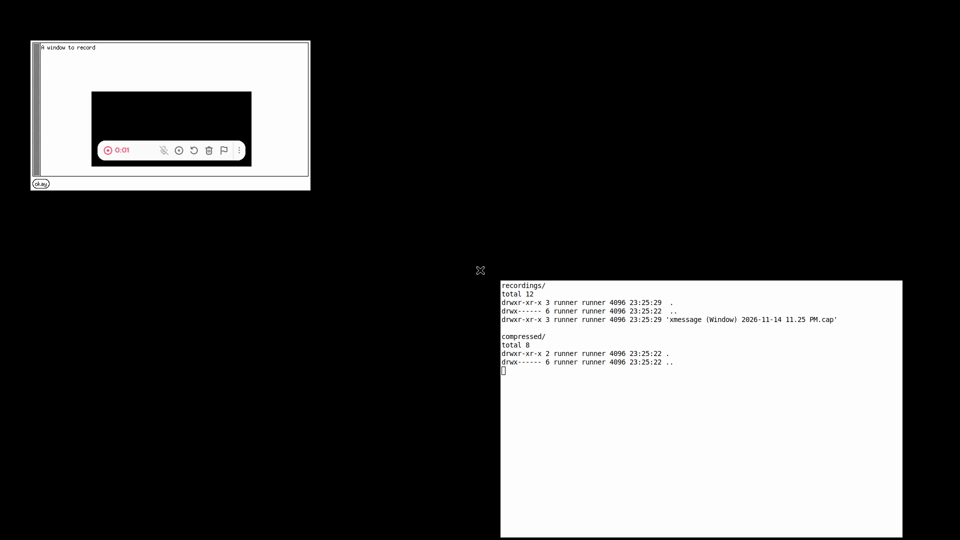 A window to record
0:01
okay
recordings/
total 12
drwxr-xr-x 3 runner runner 4096 23:25:29  .
drwx------ 6 runner runner 4096 23:25:22  ..
drwxr-xr-x 3 runner runner 4096 23:25:29 'xmessage (Window) 2026-11-14 11.25 PM.cap'
compressed/
total 8
drwxr-xr-x 2 runner runner 4096 23:25:22 .
drwx------ 6 runner runner 4096 23:25:22 ..